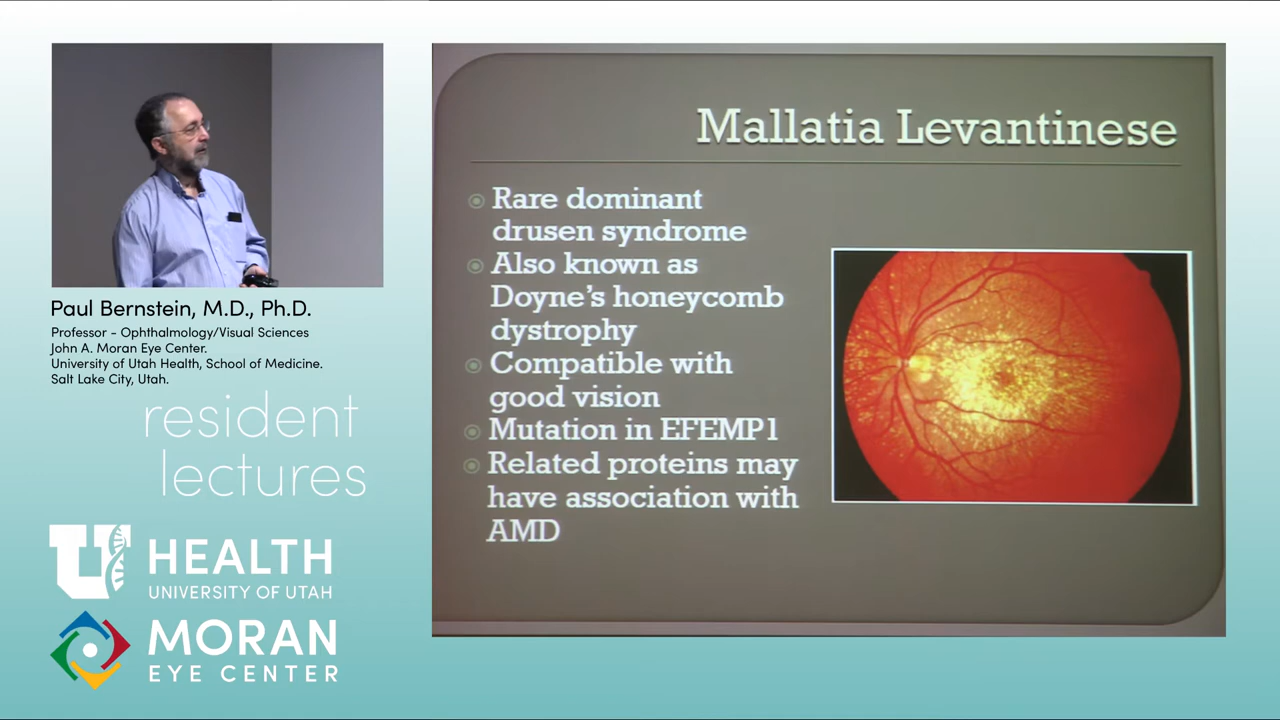 Mallatia Levantinese
Rare dominant
drusen syndrome
Also known as
Doyne's honeycomb
dystrophy
Compatible with
good vision
Mutation in EFEMP1
Related proteins may
have association with
AMD
Paul Bernstein, M.D., Ph.D.
Professor - Ophthalmology/Visual Sciences
John A. Moran Eye Center.
University of Utah Health, School of Medicine.
Salt Lake City, Utah.
resident
lectures
U HEALTH
UNIVERSITY OF UTAH
MORAN
EYE CENTER